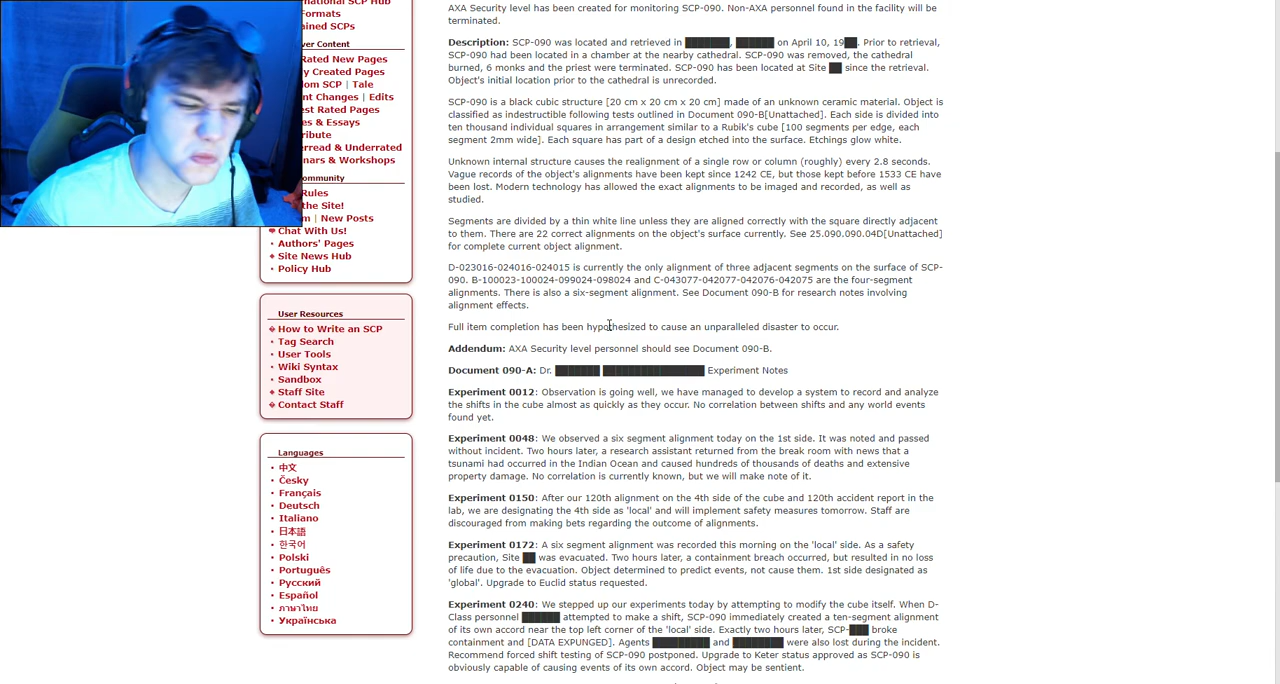 national SCP Hub
Formats
ained SCPs
ver Content
Rated New Pages
y Created Pages
om SCP | Tale
nt Changes | Edits
est Rated Pages
es & Essays
ribute
erread & Underrated
nars & Workshops
ommunity
Rules
the Site!
m | New Posts
Chat With Us!
Authors' Pages
Site News Hub
Policy Hub
User Resources
How to Write an SCP
Tag Search
User Tools
Wiki Syntax
Sandbox
Staff Site
Contact Staff
Languages
中文
Česky
Français
Deutsch
Italiano
日本語
한국어
Polski
Português
Русский
Español
ภาษาไทย
Українська
AXA Security level has been created for monitoring SCP-090. Non-AXA personnel found in the facility will be
terminated.
Description: SCP-090 was located and retrieved in ███████, ██████ on April 10, 19██. Prior to retrieval,
SCP-090 had been located in a chamber at the nearby cathedral. SCP-090 was removed, the cathedral
burned, 6 monks and the priest were terminated. SCP-090 has been located at Site ██ since the retrieval.
Object's initial location prior to the cathedral is unrecorded.
SCP-090 is a black cubic structure [20 cm x 20 cm x 20 cm] made of an unknown ceramic material. Object is
classified as indestructible following tests outlined in Document 090-B[Unattached]. Each side is divided into
ten thousand individual squares in arrangement similar to a Rubik's cube [100 segments per edge, each
segment 2mm wide]. Each square has part of a design etched into the surface. Etchings glow white.
Unknown internal structure causes the realignment of a single row or column (roughly) every 2.8 seconds.
Vague records of the object's alignments have been kept since 1242 CE, but those kept before 1533 CE have
been lost. Modern technology has allowed the exact alignments to be imaged and recorded, as well as
studied.
Segments are divided by a thin white line unless they are aligned correctly with the square directly adjacent
to them. There are 22 correct alignments on the object's surface currently. See 25.090.090.04D[Unattached]
for complete current object alignment.
D-023016-024016-024015 is currently the only alignment of three adjacent segments on the surface of SCP-
090. B-100023-100024-099024-098024 and C-043077-042077-042076-042075 are the four-segment
alignments. There is also a six-segment alignment. See Document 090-B for research notes involving
alignment effects.
Full item completion has been hypothesized to cause an unparalleled disaster to occur.
Addendum: AXA Security level personnel should see Document 090-B.
Document 090-A: Dr. ███████ ████████████████ Experiment Notes
Experiment 0012: Observation is going well, we have managed to develop a system to record and analyze
the shifts in the cube almost as quickly as they occur. No correlation between shifts and any world events
found yet.
Experiment 0048: We observed a six segment alignment today on the 1st side. It was noted and passed
without incident. Two hours later, a research assistant returned from the break room with news that a
tsunami had occurred in the Indian Ocean and caused hundreds of thousands of deaths and extensive
property damage. No correlation is currently known, but we will make note of it.
Experiment 0150: After our 120th alignment on the 4th side of the cube and 120th accident report in the
lab, we are designating the 4th side as 'local' and will implement safety measures tomorrow. Staff are
discouraged from making bets regarding the outcome of alignments.
Experiment 0172: A six segment alignment was recorded this morning on the 'local' side. As a safety
precaution, Site ██ was evacuated. Two hours later, a containment breach occurred, but resulted in no loss
of life due to the evacuation. Object determined to predict events, not cause them. 1st side designated as
'global'. Upgrade to Euclid status requested.
Experiment 0240: We stepped up our experiments today by attempting to modify the cube itself. When D-
Class personnel ██████ attempted to make a shift, SCP-090 immediately created a ten-segment alignment
of its own accord near the top left corner of the 'local' side. Exactly two hours later, SCP-███ broke
containment and [DATA EXPUNGED]. Agents █████████ and ████████ were also lost during the incident.
Recommend forced shift testing of SCP-090 postponed. Upgrade to Keter status approved as SCP-090 is
obviously capable of causing events of its own accord. Object may be sentient.